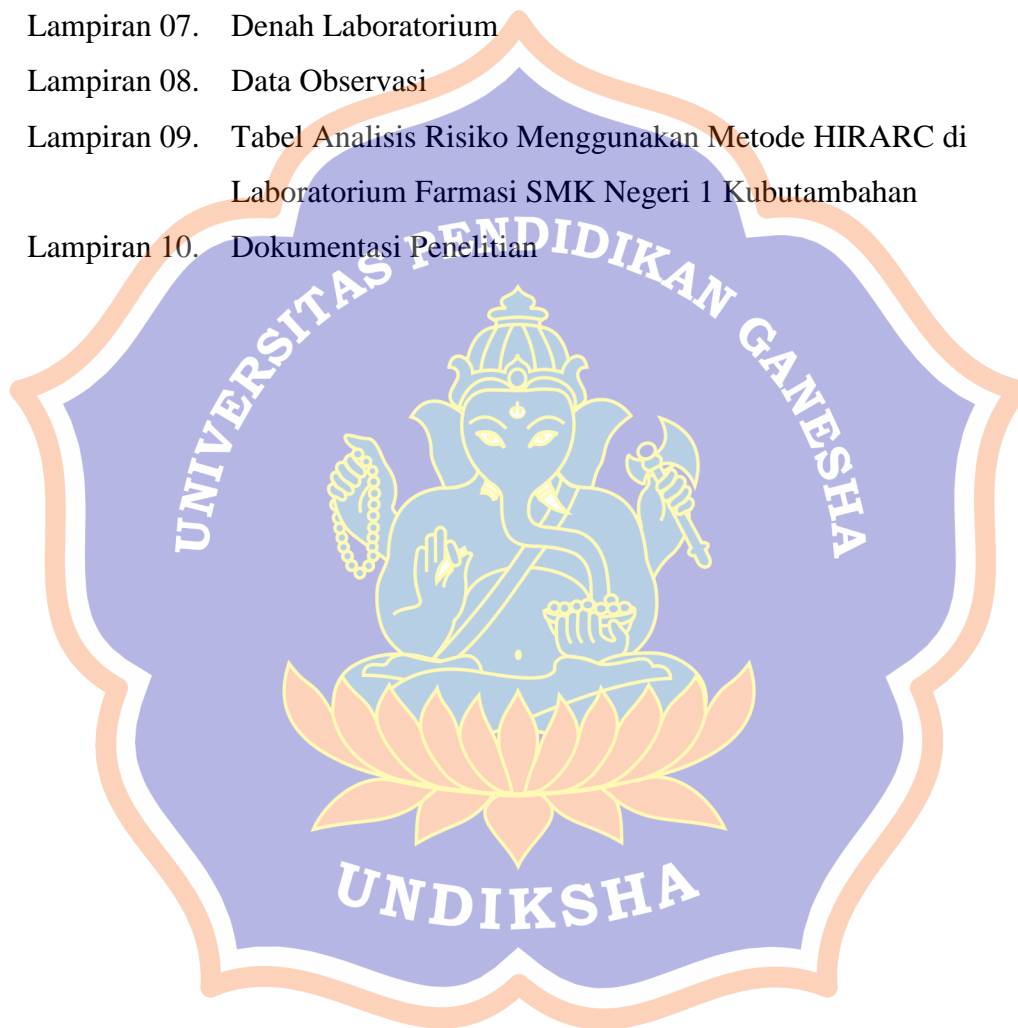 Lampiran 07. Denah Laboratorium
Lampiran 08. Data Observasi
Lampiran 09. Tabel Analisis Risiko Menggunakan Metode HIRARC di
Laboratorium Farmasi SMK Negeri 1 Kubutambahan
Lampiran 10. Dokumentasi Penelitian
UNIVERSITAS PENDIDIKAN GANESHA
UNDIKSHA